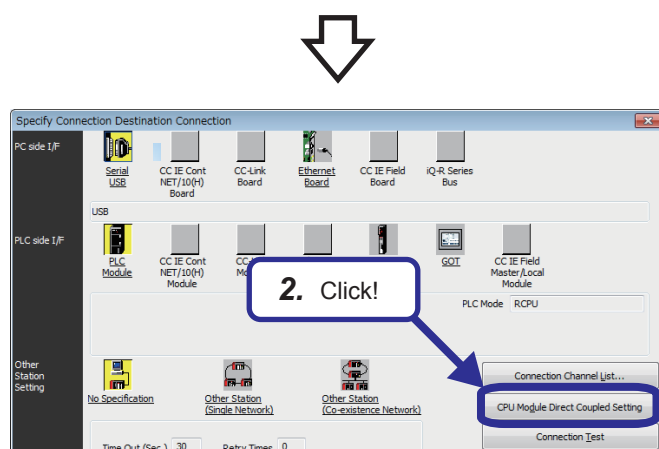 Specify Connection Destination Connection
PC side I/F
Serial
USB
CC IE Cont
NET/10(H)
Board
CC-Link
Board
Ethernet
Board
CC IE Field
Board
iQ-R Series
Bus
USB
PLC side I/F
PLC
Module
CC IE Cont
NET/10(H)
Module
GOT
CC IE Field
Master/Local
Module
2. Click!
PLC Mode RCPU
Other
Station
Setting
No Specification
Other Station
(Single Network)
Other Station
(Co-existence Network)
Connection Channel List...
CPU Module Direct Coupled Setting
Connection Test
Time Out (Sec.) 30 Retry Times 0